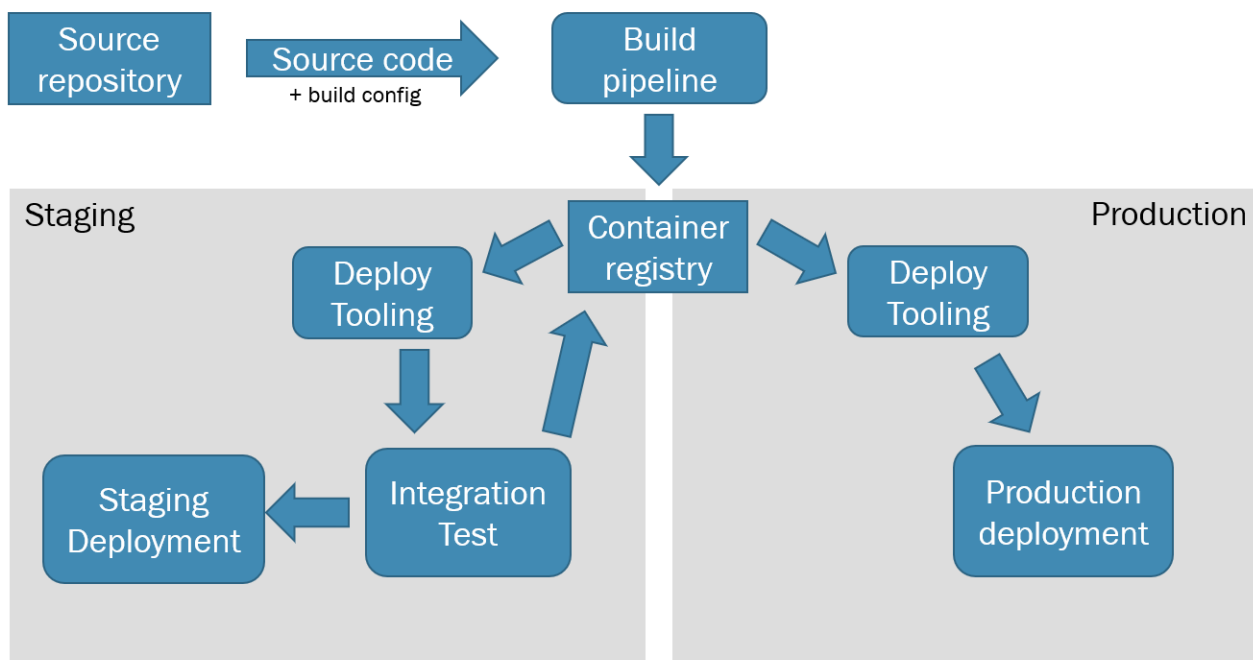 Source
repository
Source code
+ build config
Build
pipeline
Staging
Production
Container
registry
Deploy
Tooling
Deploy
Tooling
Staging
Deployment
Integration
Test
Production
deployment